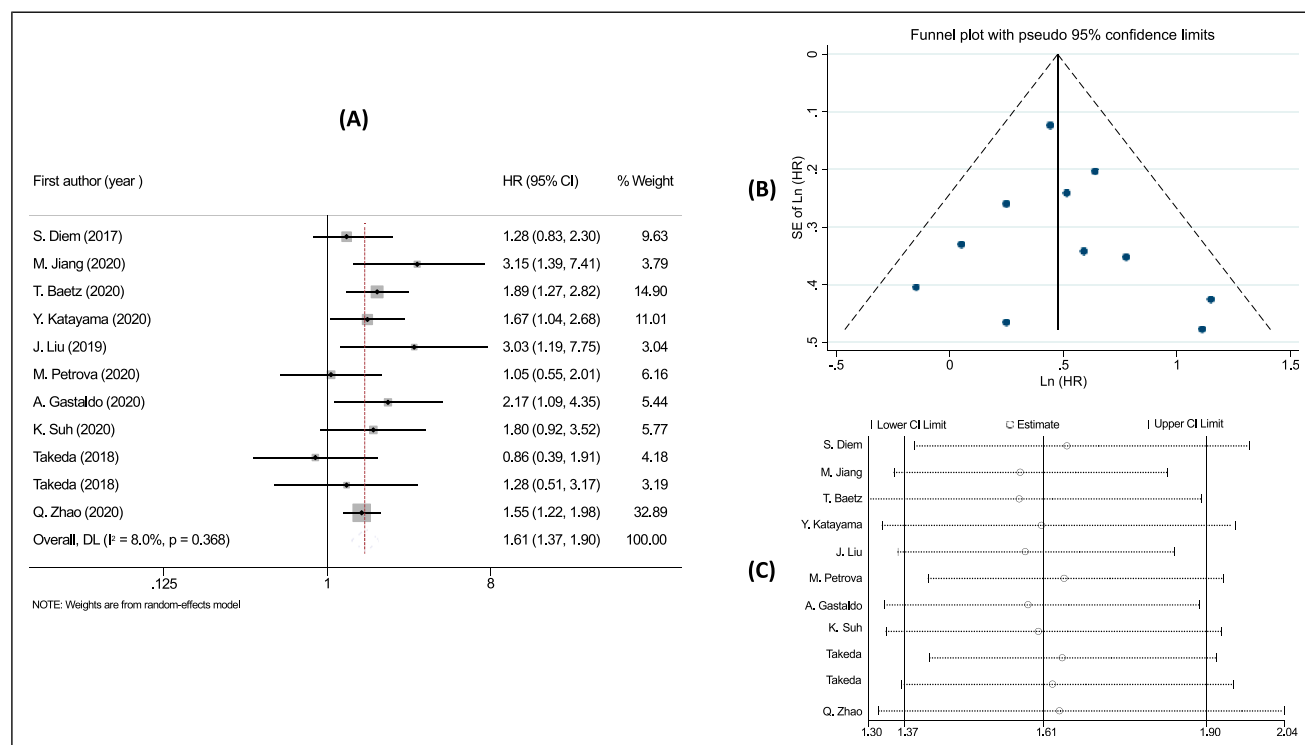 (A)
First author (year ) HR (95% CI) % Weight
S. Diem (2017) 1.28 (0.83, 2.30) 9.63
M. Jiang (2020) 3.15 (1.39, 7.41) 3.79
T. Baetz (2020) 1.89 (1.27, 2.82) 14.90
Y. Katayama (2020) 1.67 (1.04, 2.68) 11.01
J. Liu (2019) 3.03 (1.19, 7.75) 3.04
M. Petrova (2020) 1.05 (0.55, 2.01) 6.16
A. Gastaldo (2020) 2.17 (1.09, 4.35) 5.44
K. Suh (2020) 1.80 (0.92, 3.52) 5.77
Takeda (2018) 0.86 (0.39, 1.91) 4.18
Takeda (2018) 1.28 (0.51, 3.17) 3.19
Q. Zhao (2020) 1.55 (1.22, 1.98) 32.89
Overall, DL (I² = 8.0%, p = 0.368) 1.61 (1.37, 1.90) 100.00
.125 1 8
NOTE: Weights are from random-effects model
(B)
Funnel plot with pseudo 95% confidence limits
SE of Ln (HR)
0
.1
.2
.3
.4
.5
-.5 0 .5 1 1.5
Ln (HR)
(C)
Lower CI Limit Estimate Upper CI Limit
S. Diem
M. Jiang
T. Baetz
Y. Katayama
J. Liu
M. Petrova
A. Gastaldo
K. Suh
Takeda
Takeda
Q. Zhao
1.30 1.37 1.61 1.90 2.04